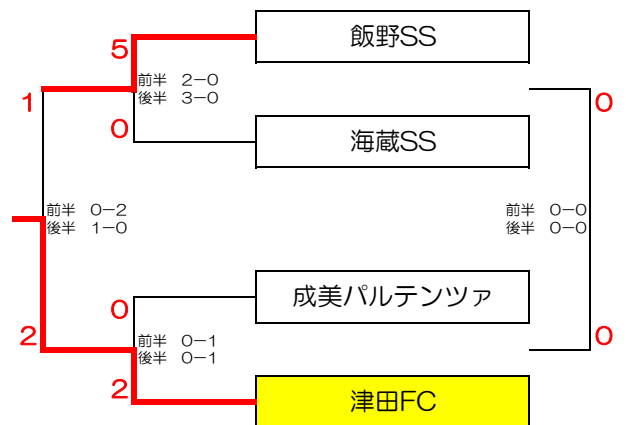 飯野SS
5
前半 2-0
後半 3-0
1
0
0
海蔵SS
前半 0-2
後半 1-0
前半 0-0
後半 0-0
成美パルテンツァ
0
2
前半 0-1
後半 0-1
0
2
津田FC